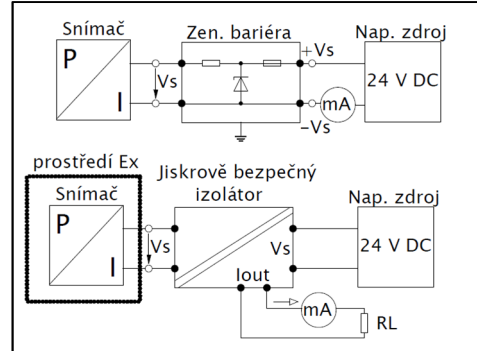 Snímač
Zen. bariéra
Nap. zdroj
P
I
Vs
+Vs
mA
–Vs
24 V DC
prostředí Ex
Jiskrově bezpečný
izolátor
Snímač
Nap. zdroj
P
I
Vs
Vs
24 V DC
Iout
mA
RL